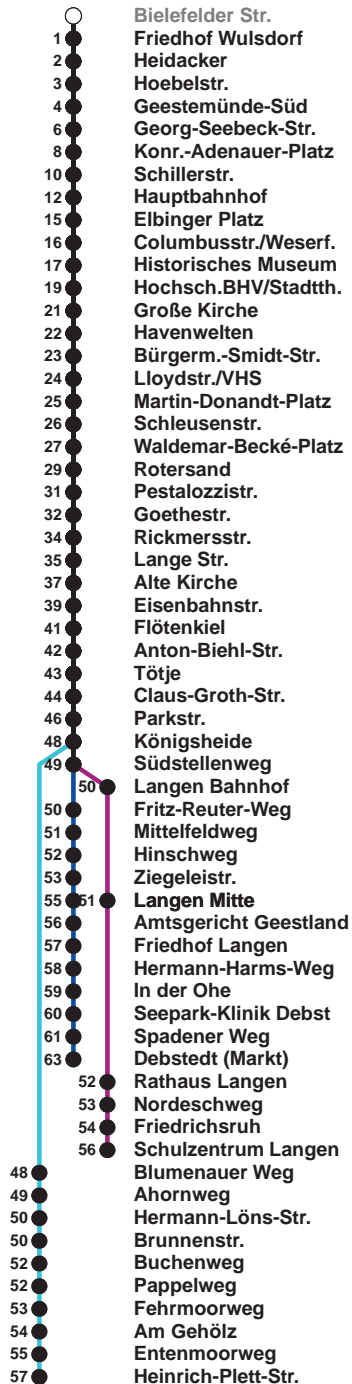 Bielefelder Str.
1 Friedhof Wulsdorf
2 Heidacker
3 Hoebelstr.
4 Geestemünde-Süd
6 Georg-Seebeck-Str.
8 Konr.-Adenauer-Platz
10 Schillerstr.
12 Hauptbahnhof
15 Elbinger Platz
16 Columbusstr./Weserf.
17 Historisches Museum
19 Hochsch.BHV/Stadtth.
21 Große Kirche
22 Havenwelten
23 Bürgerm.-Smidt-Str.
24 Lloydstr./VHS
25 Martin-Donandt-Platz
26 Schleusenstr.
27 Waldemar-Becké-Platz
29 Rotersand
31 Pestalozzistr.
32 Goethestr.
34 Rickmersstr.
35 Lange Str.
37 Alte Kirche
39 Eisenbahnstr.
41 Flötenkiel
42 Anton-Biehl-Str.
43 Tötje
44 Claus-Groth-Str.
46 Parkstr.
48 Königsheide
49 Südstellenweg
50 Langen Bahnhof
50 Fritz-Reuter-Weg
51 Mittelfeldweg
52 Hinschweg
53 Ziegeleistr.
55 51 Langen Mitte
56 Amtsgericht Geestland
57 Friedhof Langen
58 Hermann-Harms-Weg
59 In der Ohe
60 Seepark-Klinik Debst
61 Spadener Weg
63 Debstedt (Markt)
52 Rathaus Langen
53 Nordeschweg
54 Friedrichsruh
56 Schulzentrum Langen
48 Blumenauer Weg
49 Ahornweg
50 Hermann-Löns-Str.
50 Brunnenstr.
52 Buchenweg
52 Pappelweg
53 Fehrmoorweg
54 Am Gehölz
55 Entenmoorweg
57 Heinrich-Plett-Str.